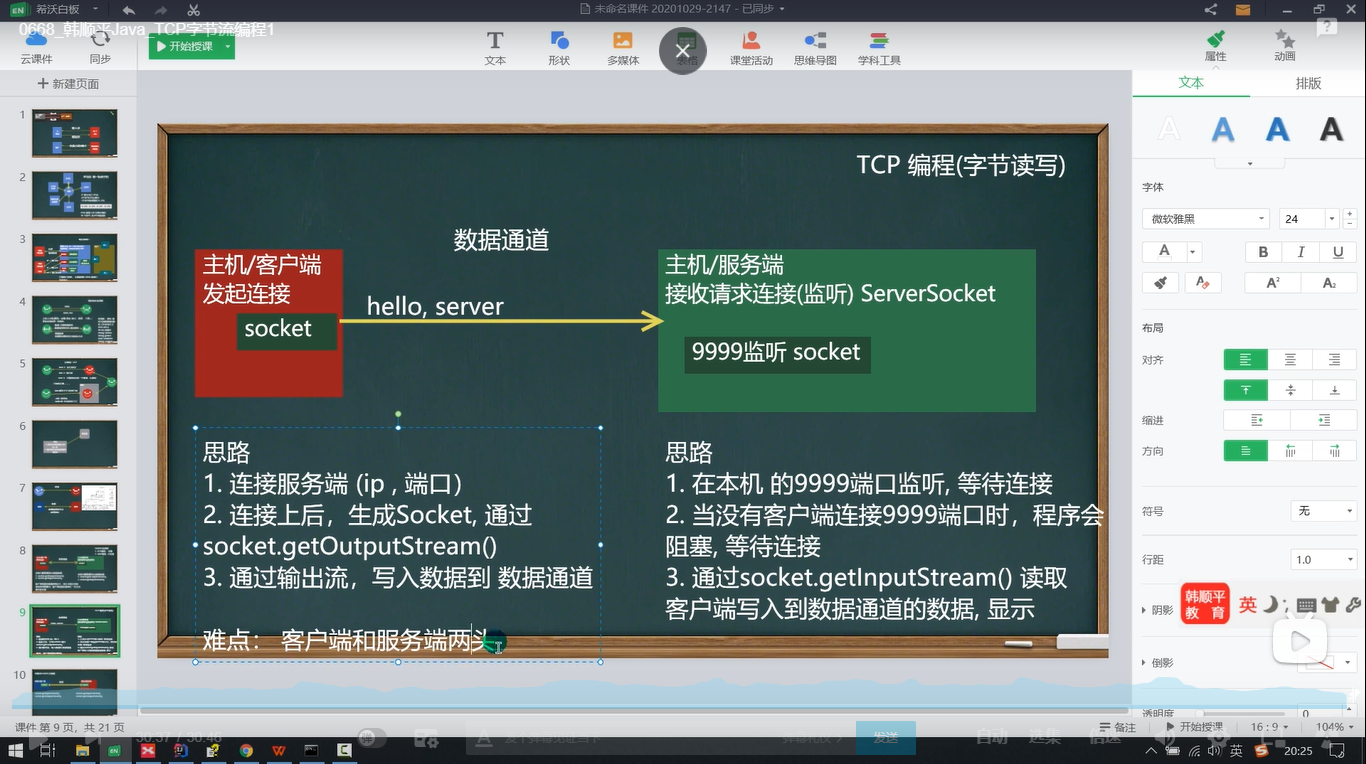 希沃白板
未命名课件 20201029-2147 - 已同步
0668_韩顺平Java_TCP字节流编程1
云课件
同步
开始授课
文本
形状
多媒体
表格
课堂活动
思维导图
学科工具
属性
动画
新建页面
文本
排版
1
2
3
4
5
6
7
8
9
10
TCP 编程(字节读写)
数据通道
主机/客户端
发起连接
socket
hello, server
主机/服务端
接收请求连接(监听) ServerSocket
9999监听 socket
思路
1. 连接服务端 (ip , 端口)
2. 连接上后，生成Socket, 通过
socket.getOutputStream()
3. 通过输出流，写入数据到 数据通道
难点： 客户端和服务端两
思路
1. 在本机 的9999端口监听, 等待连接
2. 当没有客户端连接9999端口时，程序会
阻塞, 等待连接
3. 通过socket.getInputStream() 读取
客户端写入到数据通道的数据, 显示
字体
微软雅黑
24
布局
对齐
缩进
方向
符号
无
行距
1.0
阴影
韩顺平
教 育
英
倒影
透明度
0
课件 第 9 页，共 21 页
备注
开始授课
16 : 9
104%
30:37 / 30:48
发送
自动
选集
倍速
英
20:25